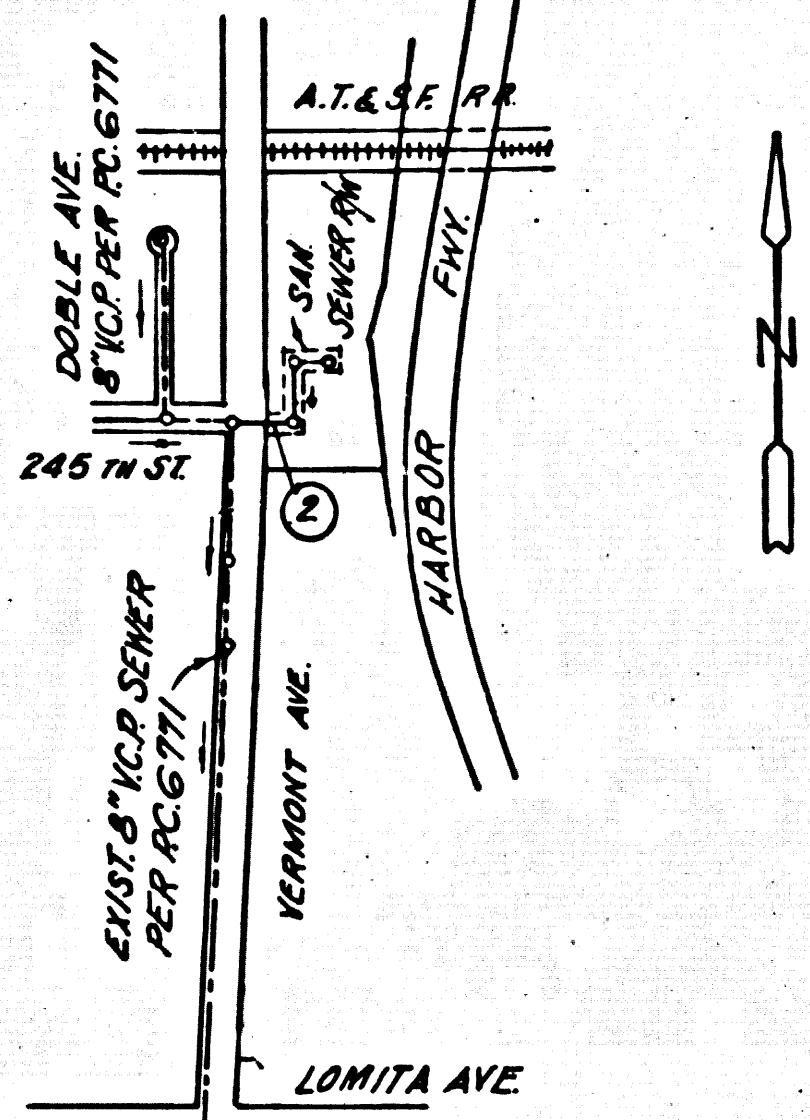 A.T. & S.F. R.R.
DOBLE AVE.
8" V.C.P. PER P.C. 6771
SAN.
SEWER R/W
HARBOR FWY.
N
245 TH ST.
2
EXIST. 8" V.C.P. SEWER
PER P.C. 6771
VERMONT AVE.
LOMITA AVE.